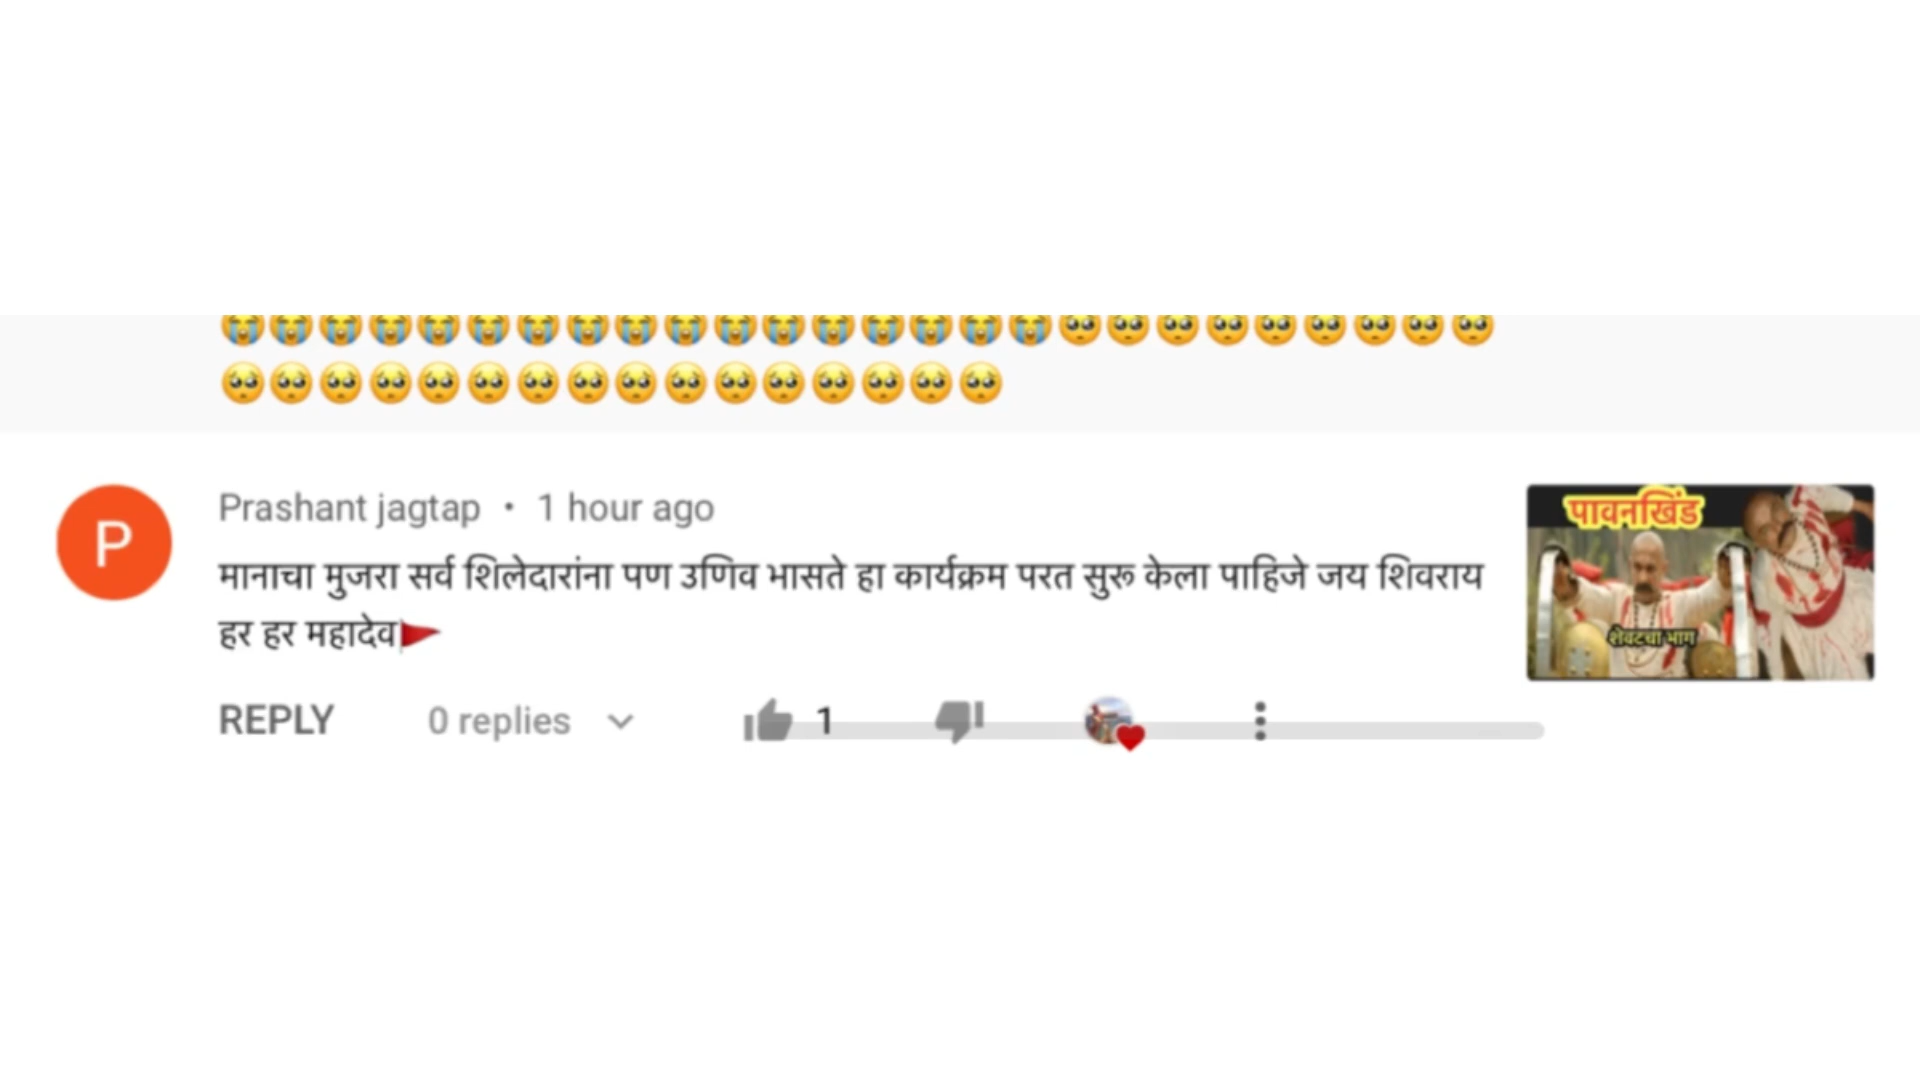 😭😭😭😭😭😭😭😭😭😭😭😭😭😭😭😭😭🥺🥺🥺🥺🥺🥺🥺🥺🥺
🥺🥺🥺🥺🥺🥺🥺🥺🥺🥺🥺🥺🥺🥺🥺🥺
P
Prashant jagtap • 1 hour ago
मानाचा मुजरा सर्व शिलेदारांना पण उणिव भासते हा कार्यक्रम परत सुरू केला पाहिजे जय शिवराय
हर हर महादेव🚩
पावनखिंड
शेवटचा भाग
REPLY 0 replies 1